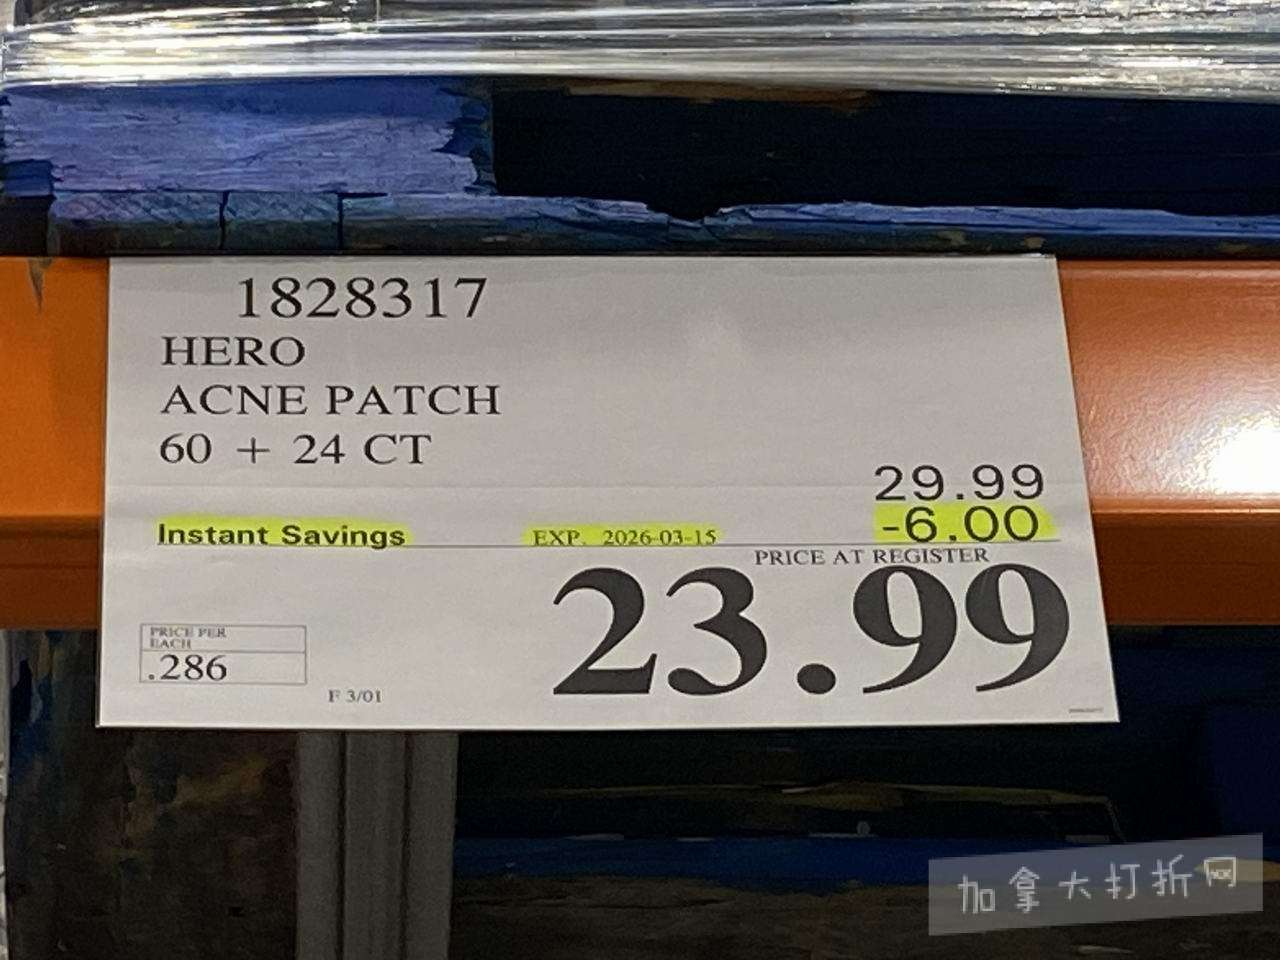 1828317
HERO
ACNE PATCH
60 + 24 CT
29.99
Instant Savings EXP. 2026-03-15 -6.00
PRICE AT REGISTER
23.99
PRICE PER
EACH
.286
F 3/01
加拿大打折网